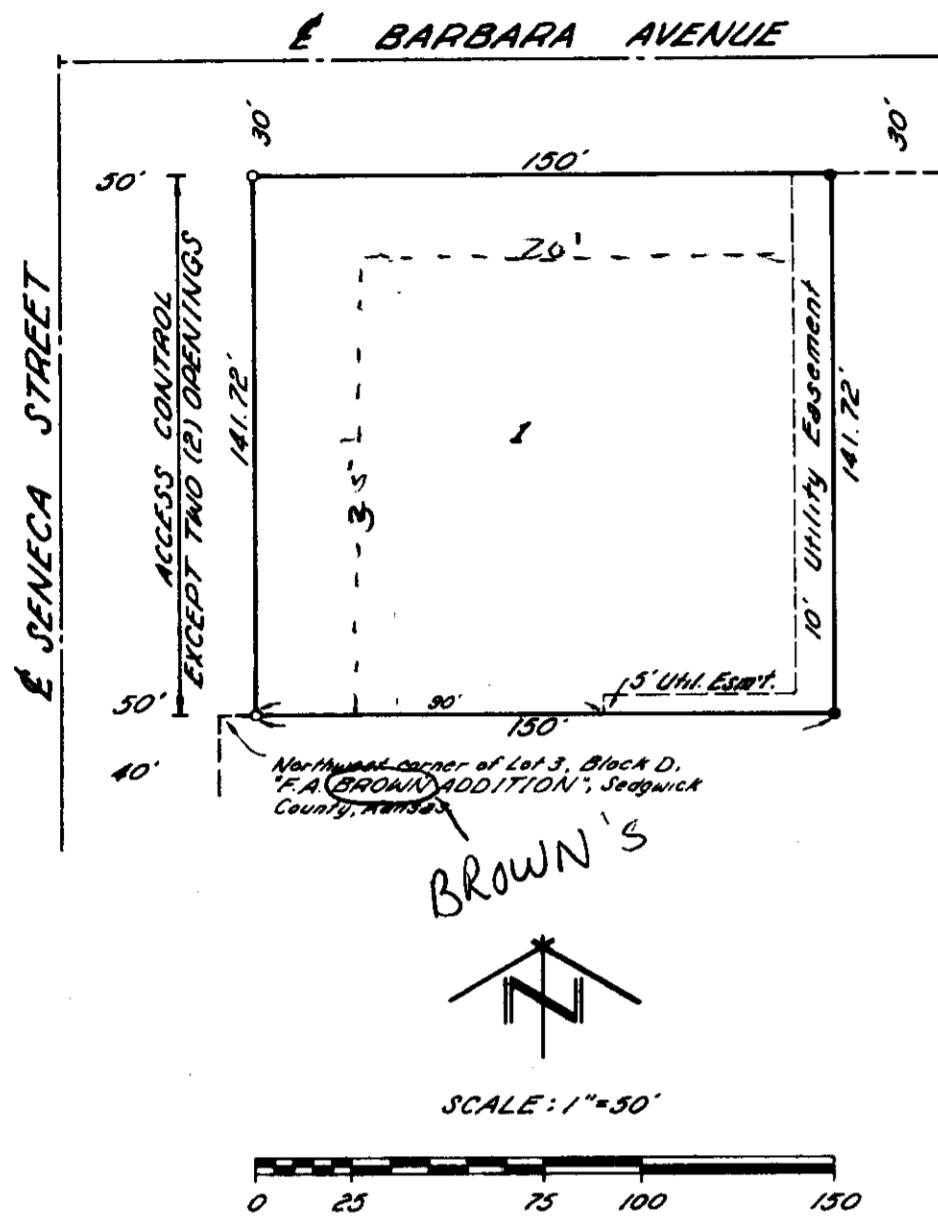 ℄ BARBARA AVENUE
30'
30'
50'
150'
20'
℄ SENECA STREET
ACCESS CONTROL
EXCEPT TWO (2) OPENINGS
141.72'
35'
1
10' Utility Easement
141.72'
5' Util. Esm't.
50'
90'
150'
40'
Northwest corner of Lot 3, Block D,
"F.A. BROWN ADDITION", Sedgwick
County, Kansas
BROWN'S
N
SCALE: 1"=50'
0 25 75 100 150